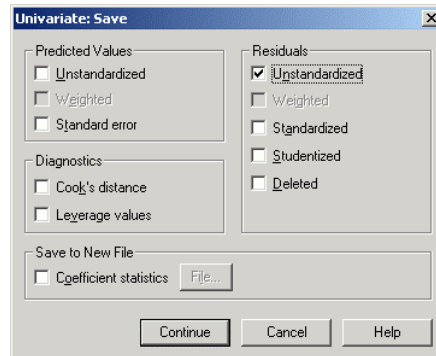 Univariate: Save
Predicted Values
Unstandardized
Weighted
Standard error
Diagnostics
Cook's distance
Leverage values
Residuals
Unstandardized
Weighted
Standardized
Studentized
Deleted
Save to New File
Coefficient statistics File...
Continue Cancel Help